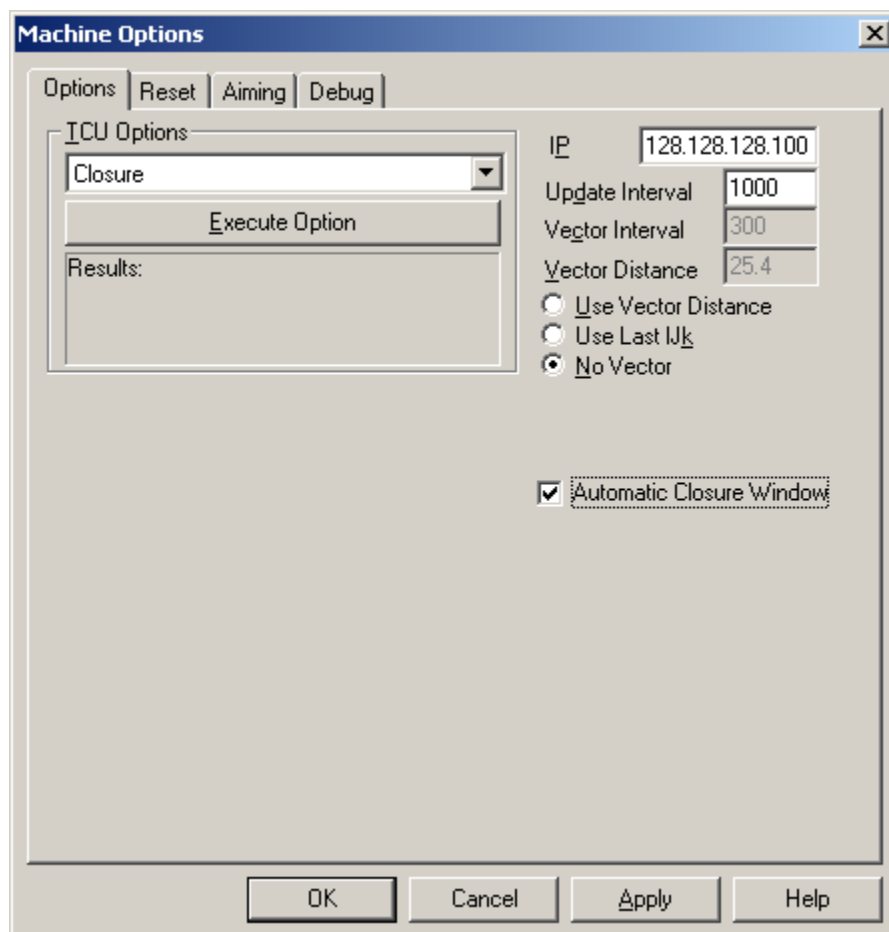 Machine Options
Options Reset Aiming Debug
TCU Options
Closure
Execute Option
Results:
IP 128.128.128.100
Update Interval 1000
Vector Interval 300
Vector Distance 25.4
Use Vector Distance
Use Last IJk
No Vector
Automatic Closure Window
OK Cancel Apply Help